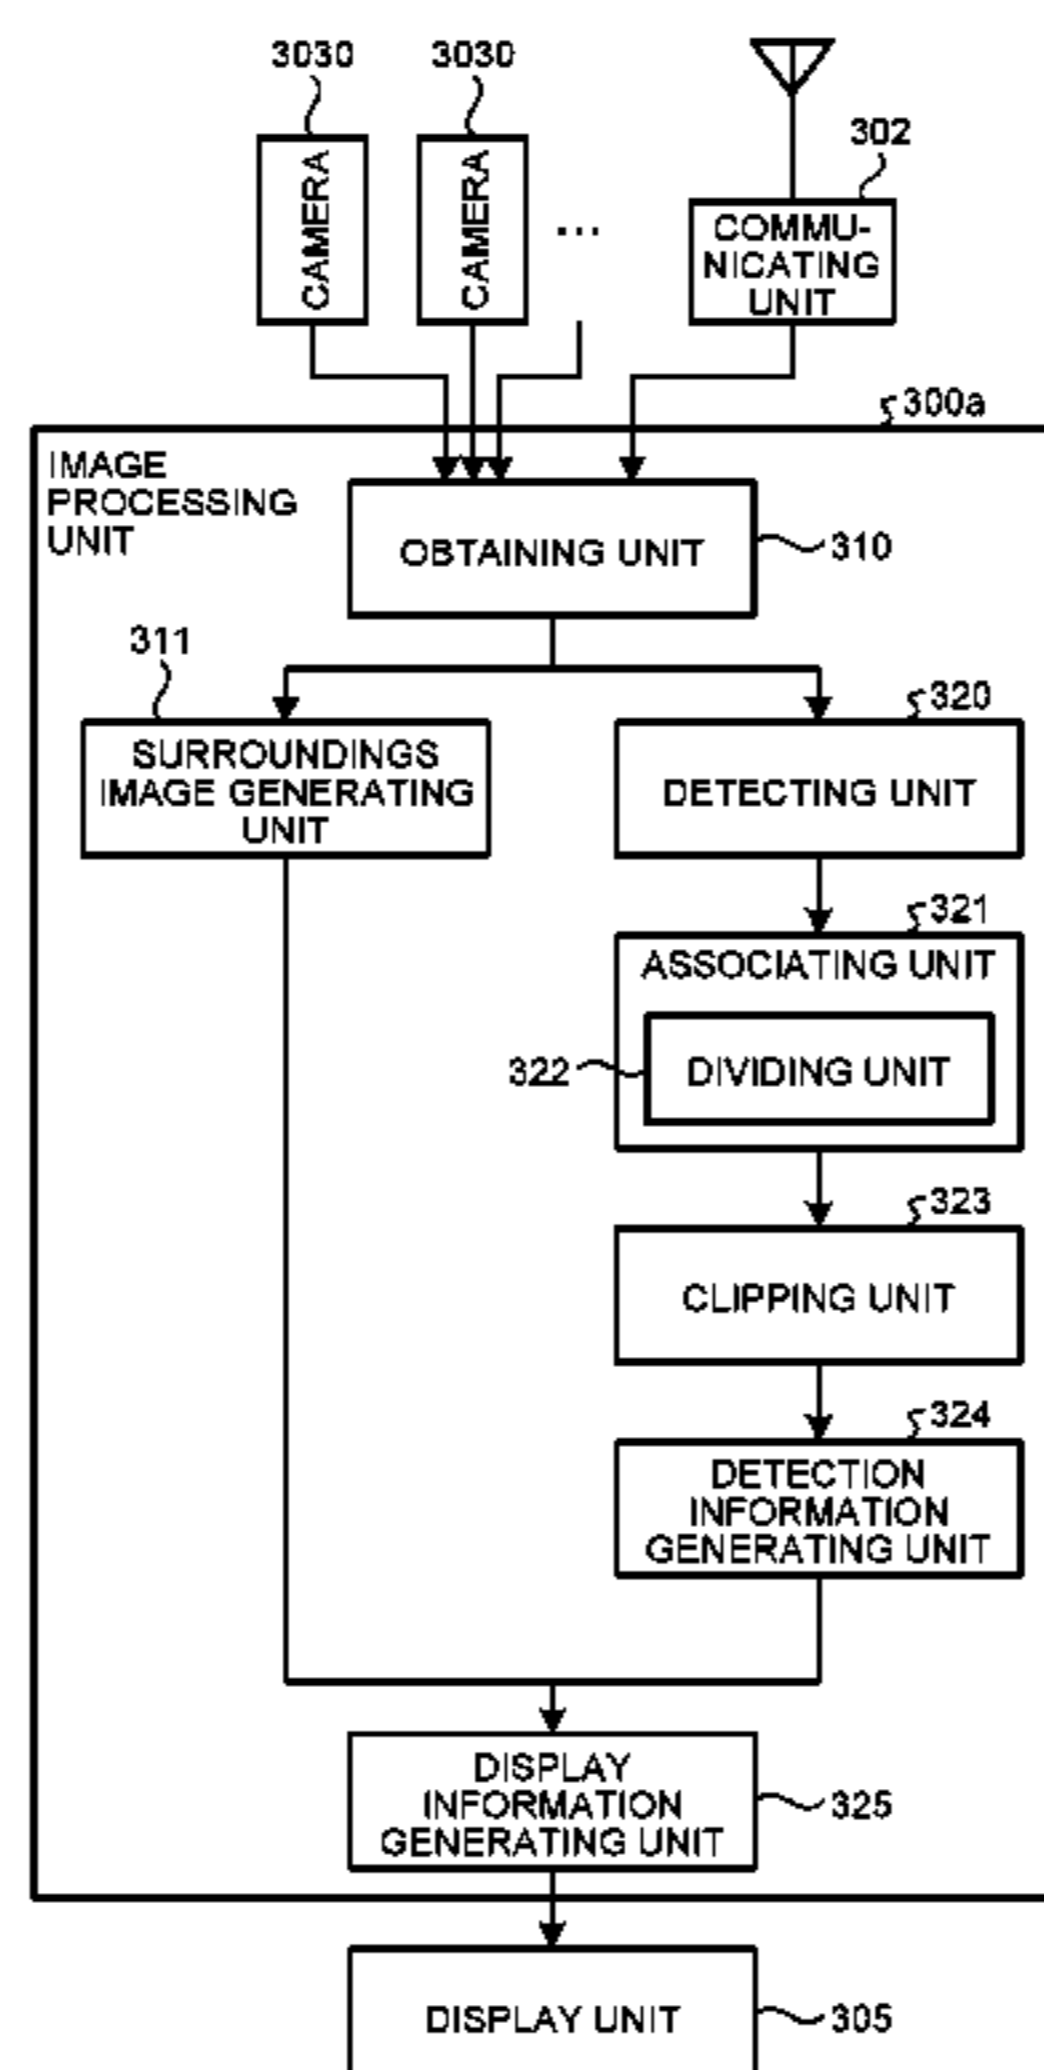 3030
3030
302
CAMERA
CAMERA
...
COMMU-
NICATING
UNIT
300a
IMAGE
PROCESSING
UNIT
OBTAINING UNIT
310
311
320
SURROUNDINGS
IMAGE GENERATING
UNIT
DETECTING UNIT
321
ASSOCIATING UNIT
322
DIVIDING UNIT
323
CLIPPING UNIT
324
DETECTION
INFORMATION
GENERATING UNIT
DISPLAY
INFORMATION
GENERATING UNIT
325
DISPLAY UNIT
305